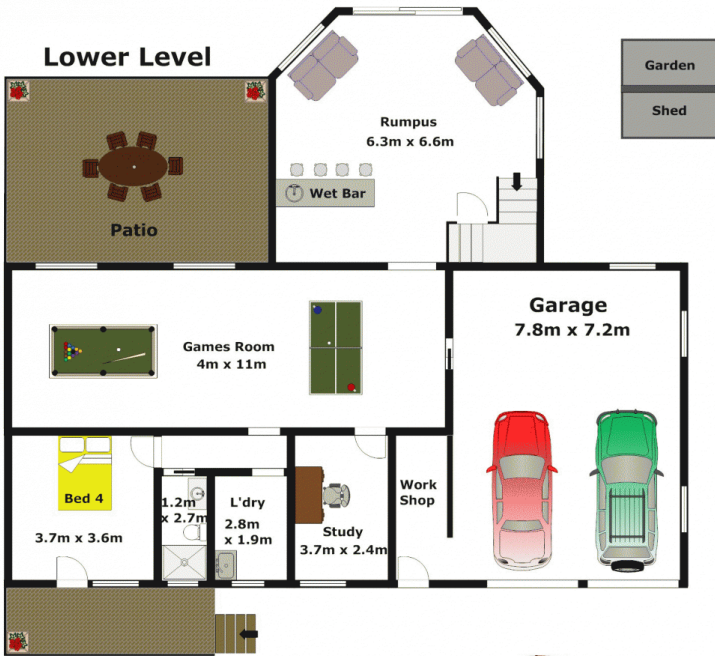 Lower Level
Garden
Shed
Rumpus
6.3m x 6.6m
Wet Bar
Patio
Garage
7.8m x 7.2m
Games Room
4m x 11m
Bed 4
3.7m x 3.6m
1.2m
x 2.7m
L'dry
2.8m
x 1.9m
Study
3.7m x 2.4m
Work
Shop